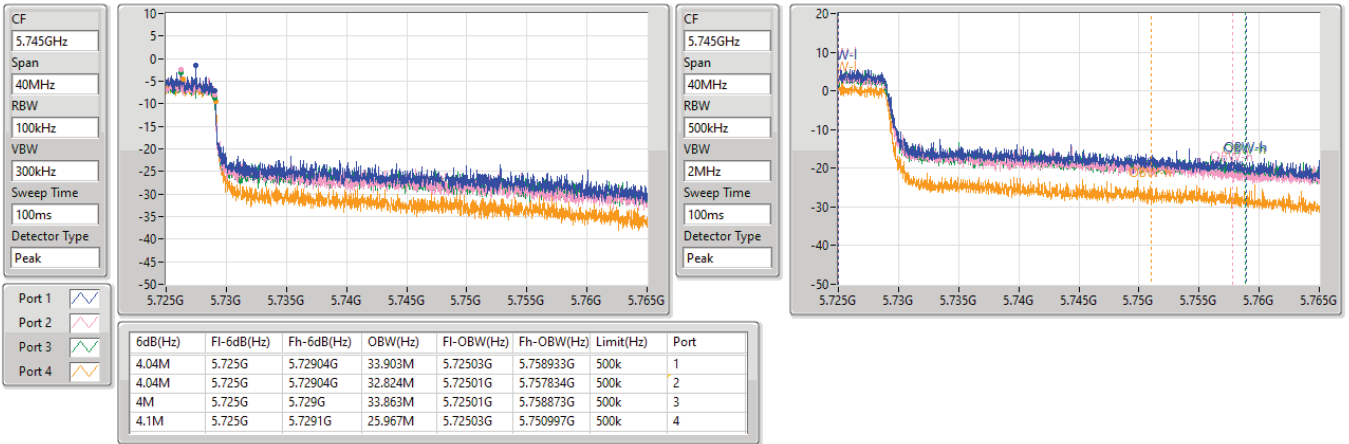 CF
5.745GHz
Span
40MHz
RBW
100kHz
VBW
300kHz
Sweep Time
100ms
Detector Type
Peak
10
5
0
-5
-10
-15
-20
-25
-30
-35
-40
-45
-50
5.725G 5.73G 5.735G 5.74G 5.745G 5.75G 5.755G 5.76G 5.765G
CF
5.745GHz
Span
40MHz
RBW
500kHz
VBW
2MHz
Sweep Time
100ms
Detector Type
Peak
20
10
0
-10
-20
-30
-40
-50
W-l
OBW-h
5.725G 5.73G 5.735G 5.74G 5.745G 5.75G 5.755G 5.76G 5.765G
Port 1
Port 2
Port 3
Port 4
6dB(Hz) Fl-6dB(Hz) Fh-6dB(Hz) OBW(Hz) Fl-OBW(Hz) Fh-OBW(Hz) Limit(Hz) Port
4.04M 5.725G 5.72904G 33.903M 5.72503G 5.758933G 500k 1
4.04M 5.725G 5.72904G 32.824M 5.72501G 5.757834G 500k 2
4M 5.725G 5.729G 33.863M 5.72501G 5.758873G 500k 3
4.1M 5.725G 5.7291G 25.967M 5.72503G 5.750997G 500k 4